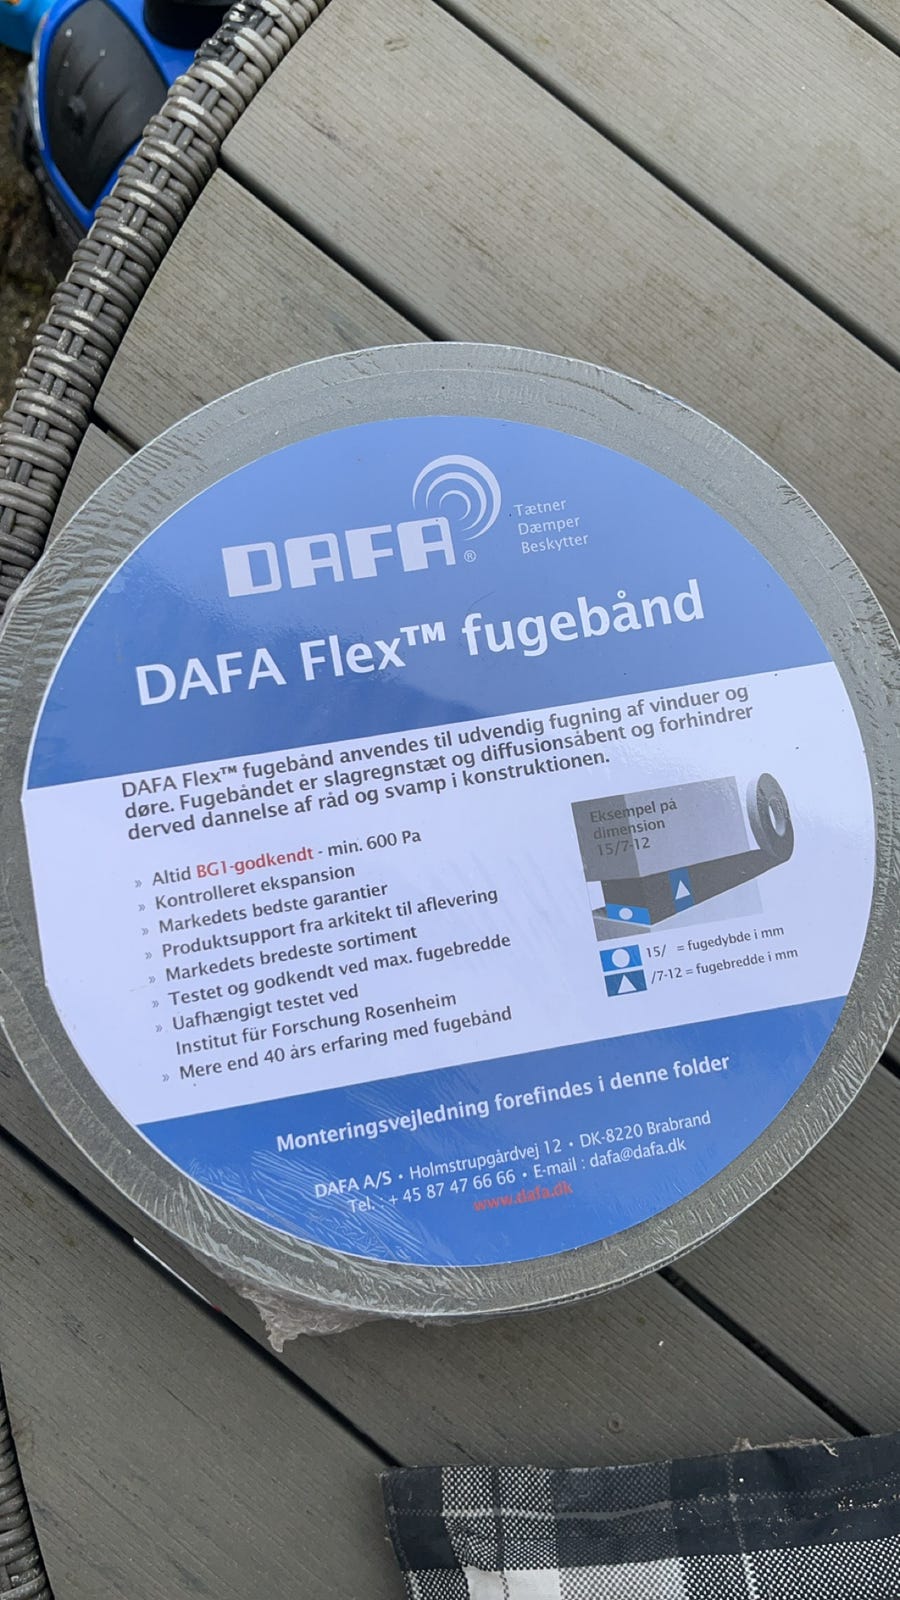 DAFA®
Tætner
Dæmper
Beskytter
DAFA Flex™ fugebånd
DAFA Flex™ fugebånd anvendes til udvendig fugning af vinduer og
døre. Fugebåndet er slagregnstæt og diffusionsåbent og forhindrer
derved dannelse af råd og svamp i konstruktionen.
» Altid BG1-godkendt - min. 600 Pa
» Kontrolleret ekspansion
» Markedets bedste garantier
» Produktsupport fra arkitekt til aflevering
» Markedets bredeste sortiment
» Testet og godkendt ved max. fugebredde
» Uafhængigt testet ved
Institut für Forschung Rosenheim
» Mere end 40 års erfaring med fugebånd
Eksempel på
dimension
15/7-12
15/ = fugedybde i mm
/7-12 = fugebredde i mm
Monteringsvejledning forefindes i denne folder
DAFA A/S • Holmstrupgårdvej 12 • DK-8220 Brabrand
Tel. : + 45 87 47 66 66 • E-mail : dafa@dafa.dk
www.dafa.dk